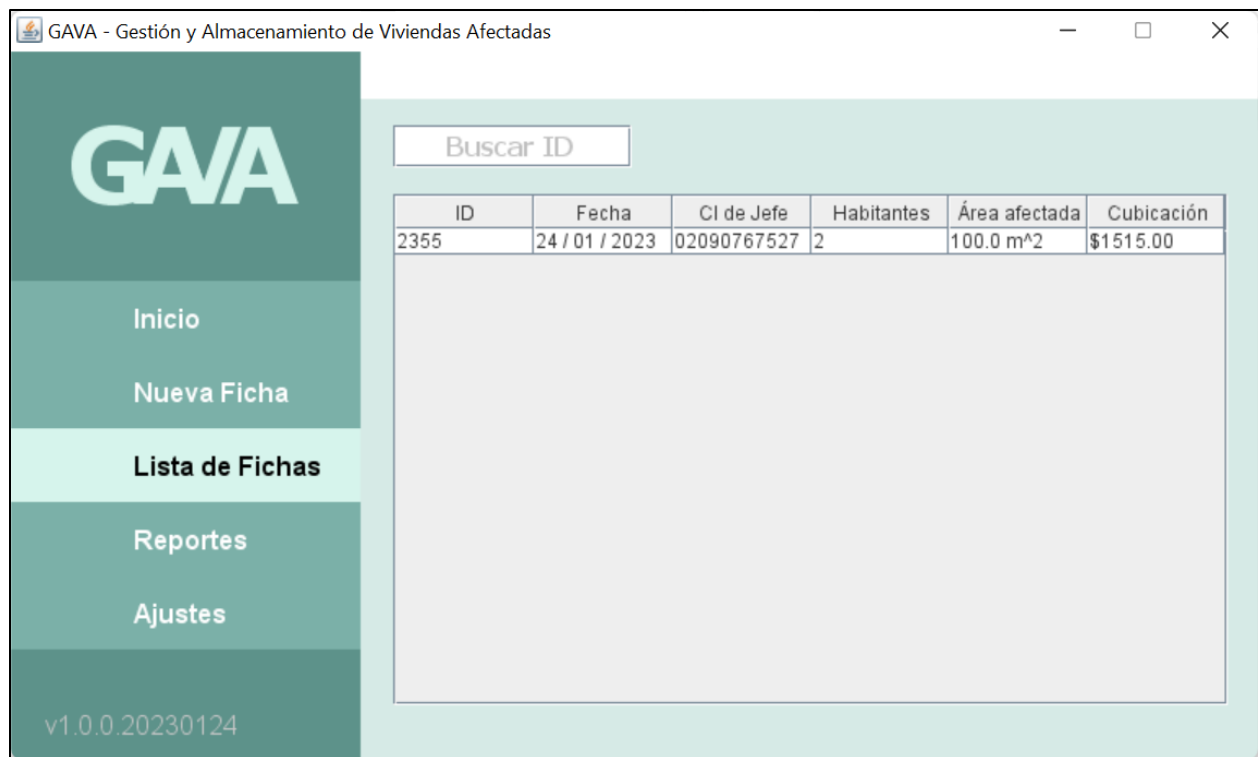 GAVA - Gestión y Almacenamiento de Viviendas Afectadas
GAVA
Inicio
Nueva Ficha
Lista de Fichas
Reportes
Ajustes
v1.0.0.20230124
Buscar ID
ID Fecha CI de Jefe Habitantes Área afectada Cubicación
2355 24 / 01 / 2023 02090767527 2 100.0 m^2 $1515.00